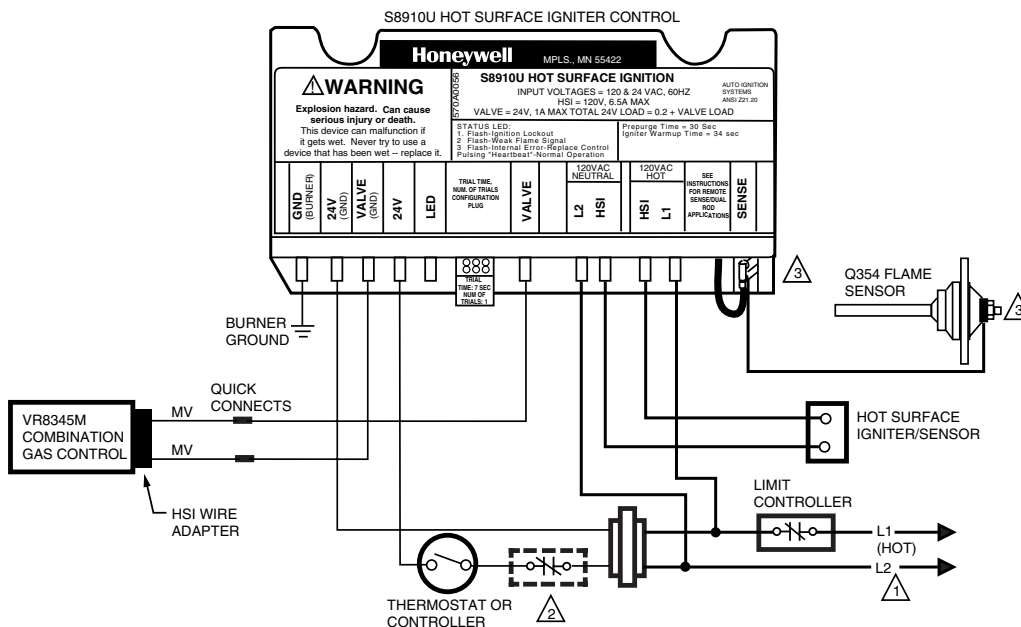 S8910U HOT SURFACE IGNITER CONTROL
Honeywell
MPLS., MN 55422
⚠WARNING
Explosion hazard. Can cause
serious injury or death.
This device can malfunction if
it gets wet. Never try to use a
device that has been wet -- replace it.
570A0056
S8910U HOT SURFACE IGNITION
INPUT VOLTAGES = 120 & 24 VAC, 60HZ
HSI = 120V, 6.5A MAX
VALVE = 24V, 1A MAX TOTAL 24V LOAD = 0.2 + VALVE LOAD
AUTO IGNITION
SYSTEMS
ANSI Z21.20
STATUS LED:
1. Flash-Ignition Lockout
2 Flash-Weak Flame Signal
3 Flash-Internal Error-Replace Control
Pulsing "Heartbeat"-Normal Operation
Prepurge Time = 30 Sec
Igniter Warmup Time = 34 sec
GND
(BURNER)
24V
(GND)
VALVE
(GND)
24V
LED
TRIAL TIME,
NUM. OF TRIALS
CONFIGURATION
PLUG
VALVE
120VAC
NEUTRAL
L2
HSI
120VAC
HOT
HSI
L1
SEE
INSTRUCTIONS
FOR REMOTE
SENSE/DUAL
ROD
APPLICATIONS
SENSE
TRIAL
TIME: 7 SEC
NUM OF
TRIALS: 1
3
Q354 FLAME
SENSOR
3
BURNER
GROUND
QUICK
CONNECTS
VR8345M
COMBINATION
GAS CONTROL
MV
MV
HSI WIRE
ADAPTER
HOT SURFACE
IGNITER/SENSOR
LIMIT
CONTROLLER
L1
(HOT)
L2
1
THERMOSTAT OR
CONTROLLER
2